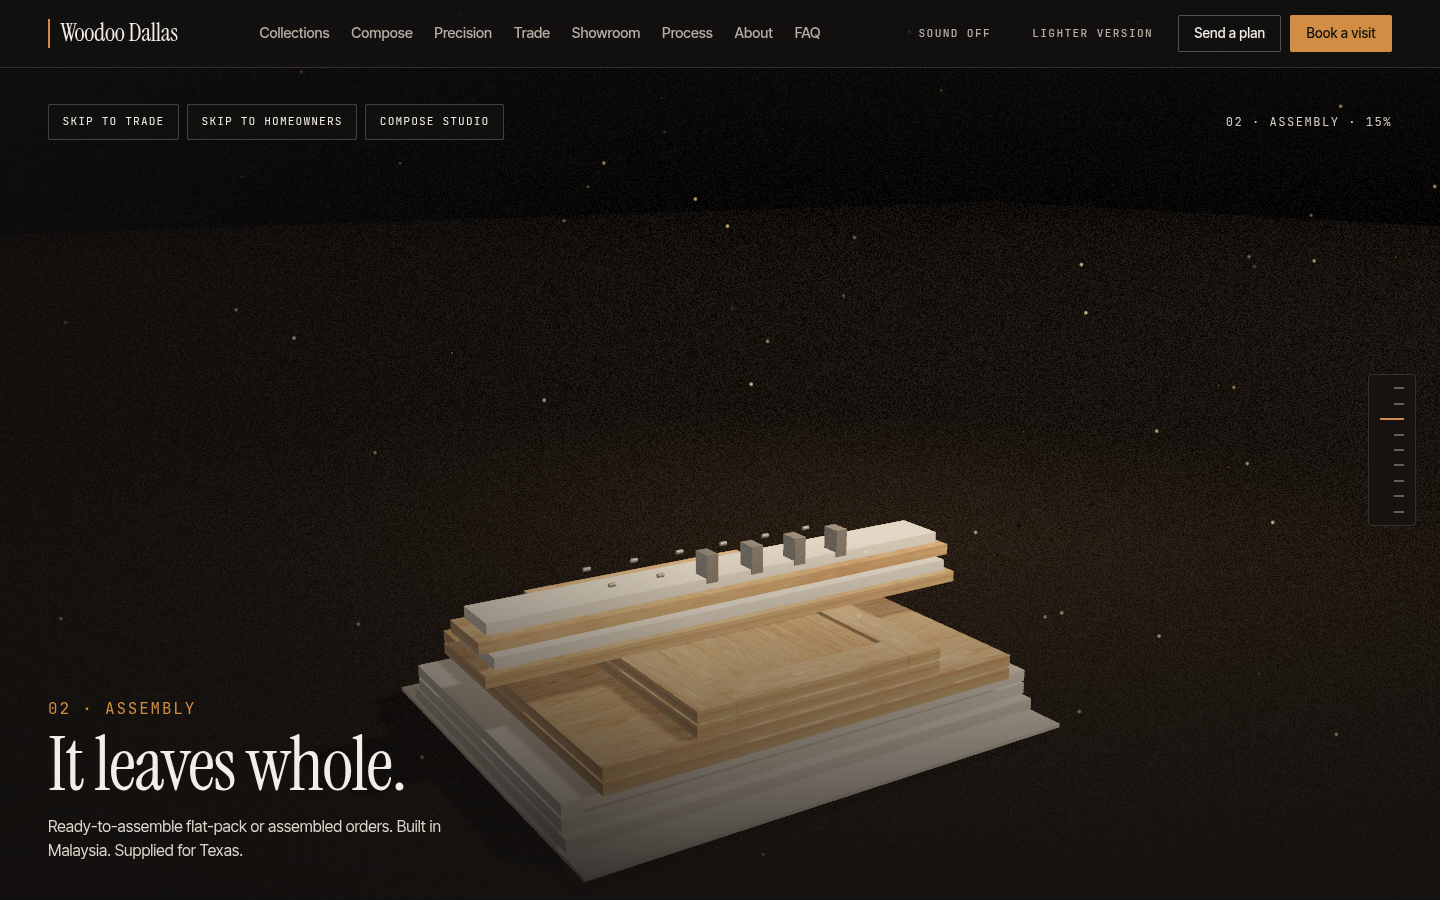 Woodoo Dallas
Collections Compose Precision Trade Showroom Process About FAQ
SOUND OFF LIGHTER VERSION
Send a plan
Book a visit
SKIP TO TRADE
SKIP TO HOMEOWNERS
COMPOSE STUDIO
02 · ASSEMBLY · 15%
02 · ASSEMBLY
It leaves whole.
Ready-to-assemble flat-pack or assembled orders. Built in
Malaysia. Supplied for Texas.